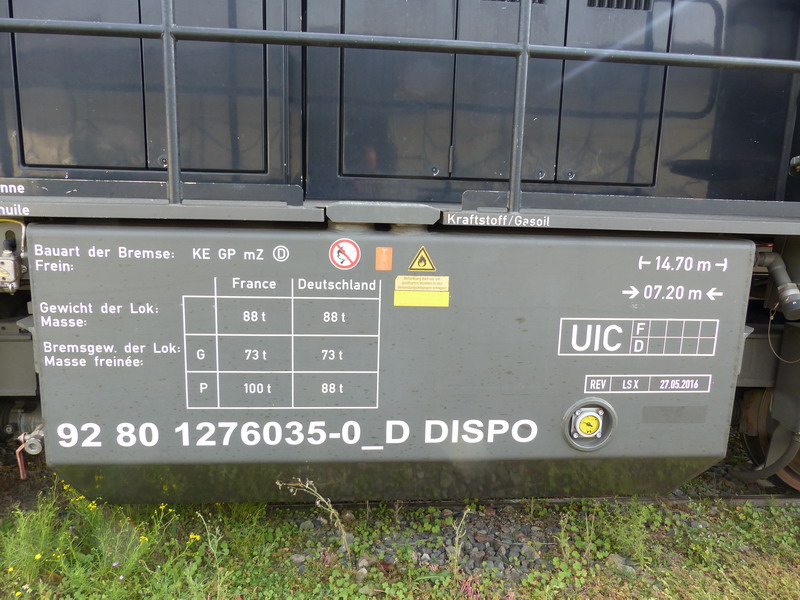 nne
huile
Kraftstoff/Gasoil
Bauart der Bremse: KE GP mZ Ⓓ
Frein:
14.70 m
07.20 m
France Deutschland
Gewicht der Lok: 88 t 88 t
Masse:
Bremsgew. der Lok: G 73 t 73 t
Masse freinée:
P 100 t 88 t
UIC F
D
REV LS X 27.05.2016
92 80 1276035-0_D DISPO